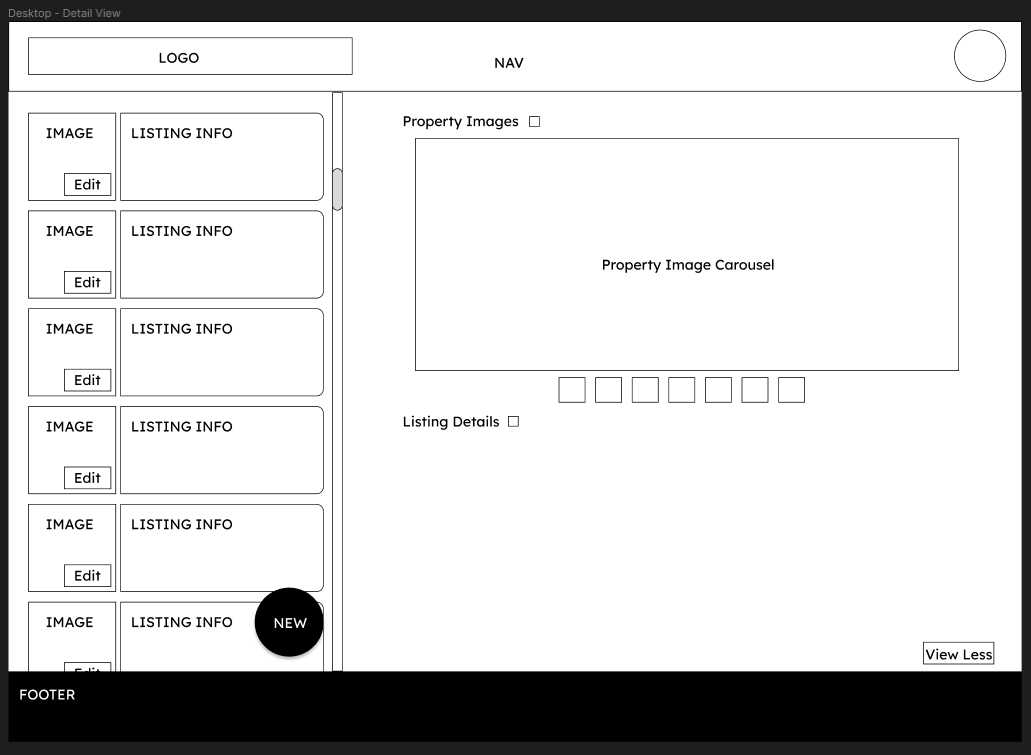 Desktop - Detail View
LOGO
NAV
IMAGE
LISTING INFO
Edit
IMAGE
LISTING INFO
Edit
IMAGE
LISTING INFO
Edit
IMAGE
LISTING INFO
Edit
IMAGE
LISTING INFO
Edit
IMAGE
LISTING INFO
Edit
NEW
Property Images
Property Image Carousel
Listing Details
View Less
FOOTER